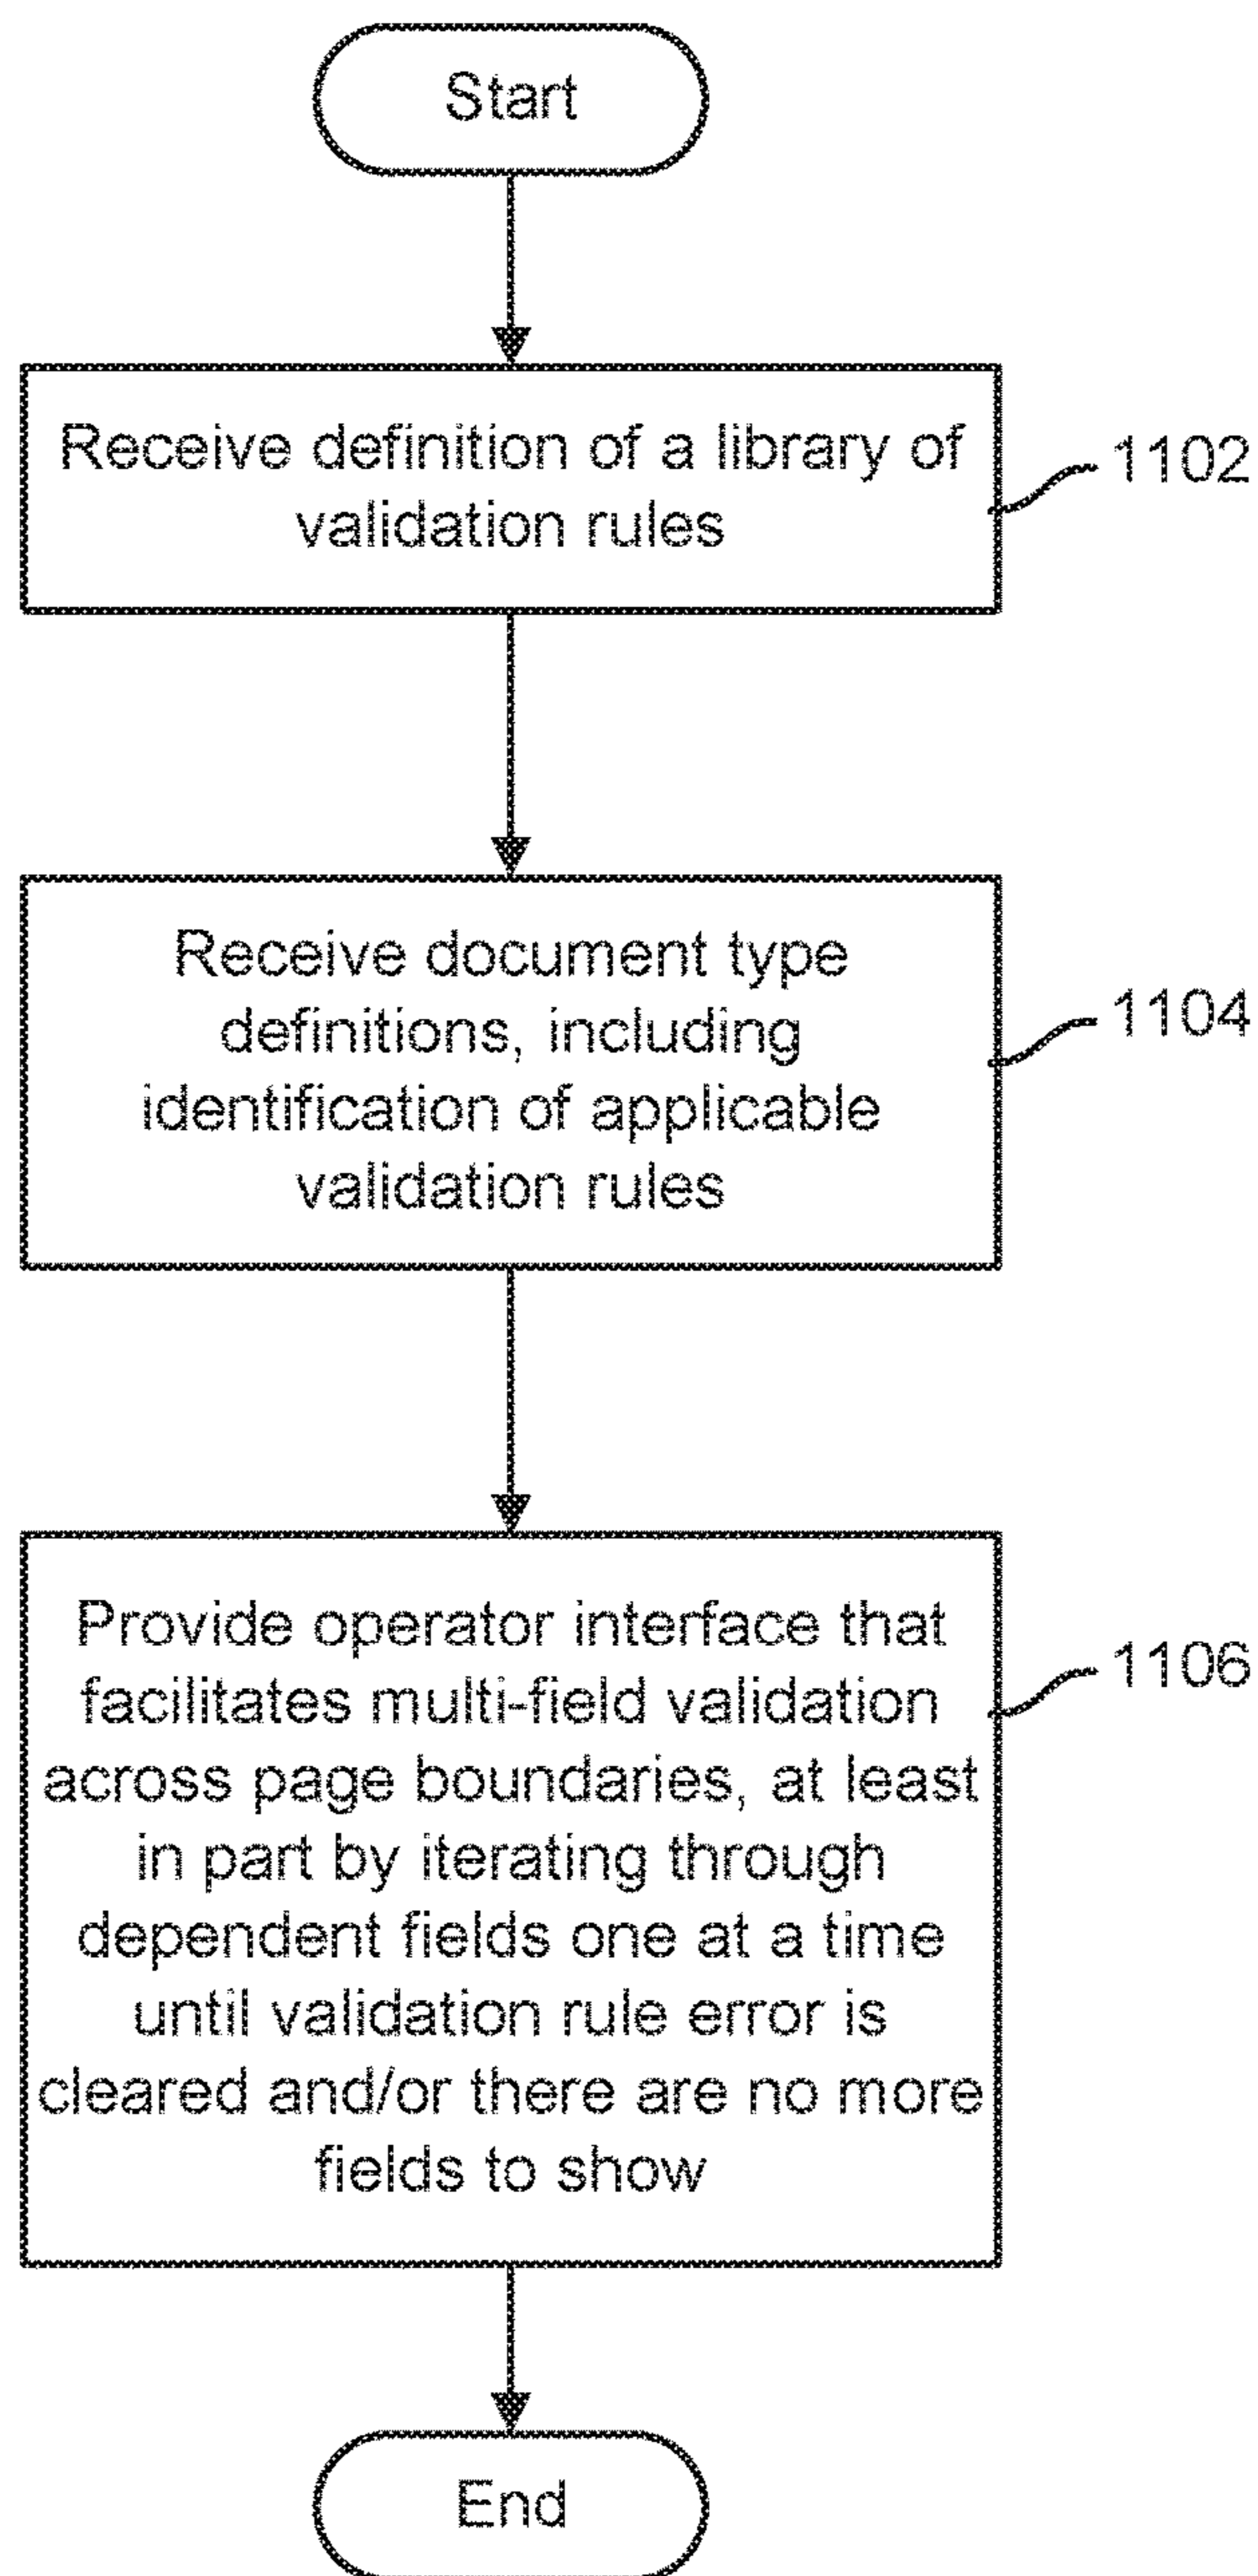 Start
Receive definition of a library of
validation rules
1102
Receive document type
definitions, including
identification of applicable
validation rules
1104
Provide operator interface that
facilitates multi-field validation
across page boundaries, at least
in part by iterating through
dependent fields one at a time
until validation rule error is
cleared and/or there are no more
fields to show
1106
End